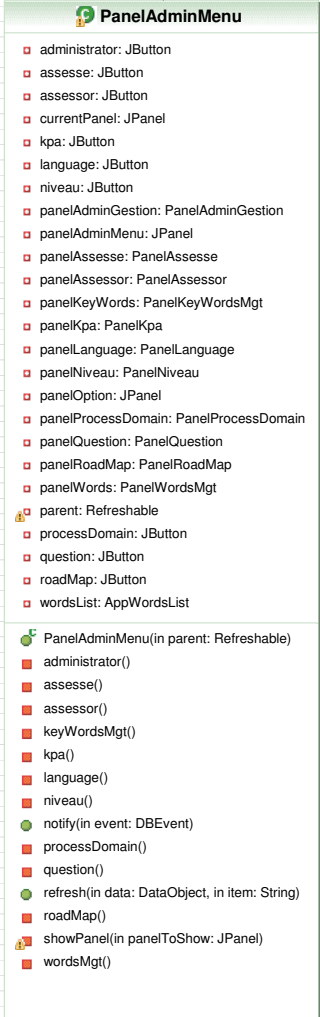 PanelAdminMenu
administrator: JButton
assesse: JButton
assessor: JButton
currentPanel: JPanel
kpa: JButton
language: JButton
niveau: JButton
panelAdminGestion: PanelAdminGestion
panelAdminMenu: JPanel
panelAssesse: PanelAssesse
panelAssessor: PanelAssessor
panelKeyWords: PanelKeyWordsMgt
panelKpa: PanelKpa
panelLanguage: PanelLanguage
panelNiveau: PanelNiveau
panelOption: JPanel
panelProcessDomain: PanelProcessDomain
panelQuestion: PanelQuestion
panelRoadMap: PanelRoadMap
panelWords: PanelWordsMgt
parent: Refreshable
processDomain: JButton
question: JButton
roadMap: JButton
wordsList: AppWordsList
PanelAdminMenu(in parent: Refreshable)
administrator()
assesse()
assessor()
keyWordsMgt()
kpa()
language()
niveau()
notify(in event: DBEvent)
processDomain()
question()
refresh(in data: DataObject, in item: String)
roadMap()
showPanel(in panelToShow: JPanel)
wordsMgt()